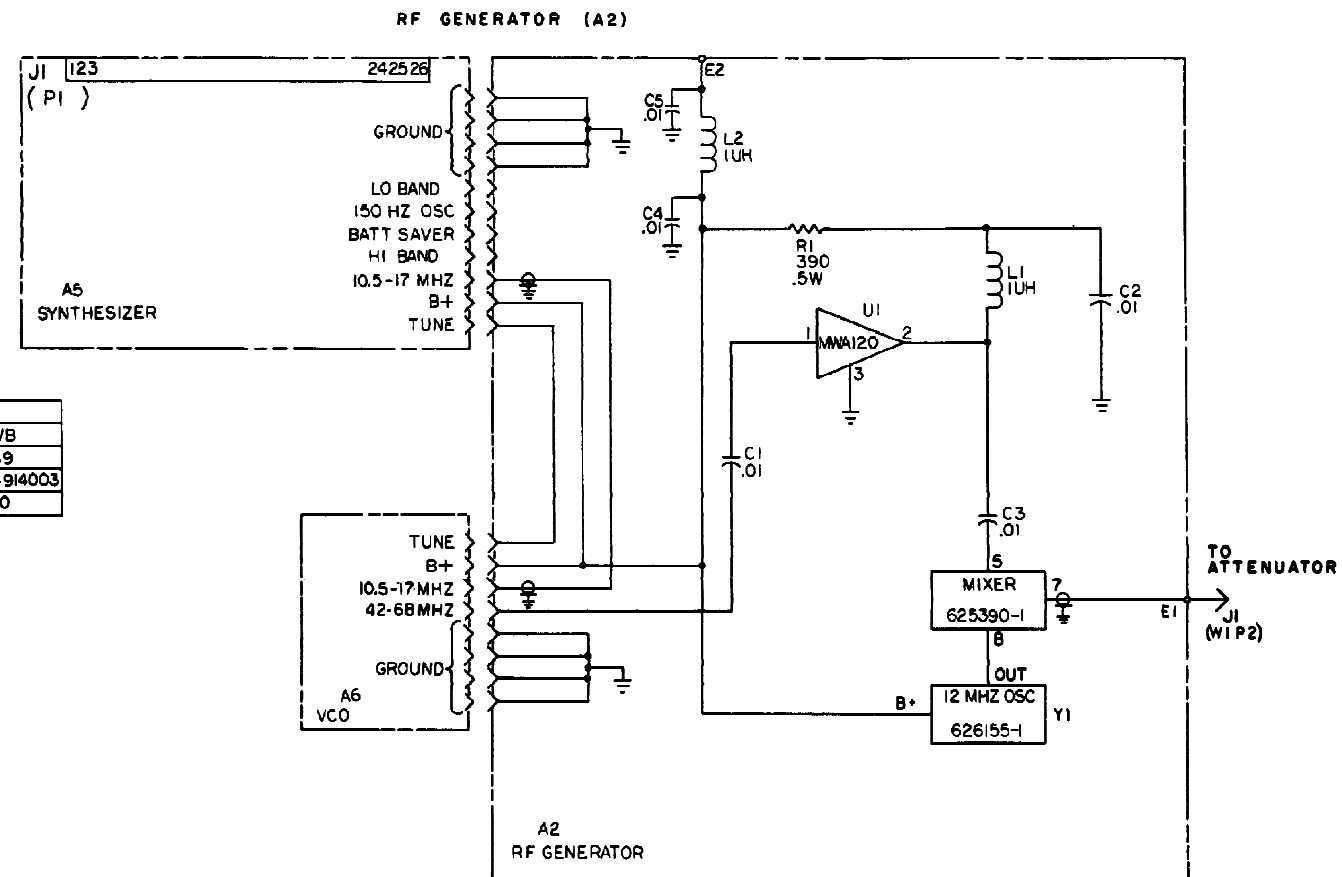 RF GENERATOR (A2)
J1
123
242526
(P1)
GROUND
LO BAND
150 HZ OSC
BATT SAVER
HI BAND
10.5-17 MHZ
B+
TUNE
A5
SYNTHESIZER
E2
C5
.01
L2
1UH
C4
.01
R1
390
.5W
L1
1UH
C2
.01
U1
1
MWA120
2
3
C1
.01
/B
9
914003
0
TUNE
B+
10.5-17MHZ
42-68MHZ
GROUND
A6
VCO
C3
.01
5
MIXER
7
625390-1
8
E1
TO
ATTENUATOR
J1
(W1P2)
OUT
B+
12 MHZ OSC
Y1
626155-1
A2
RF GENERATOR